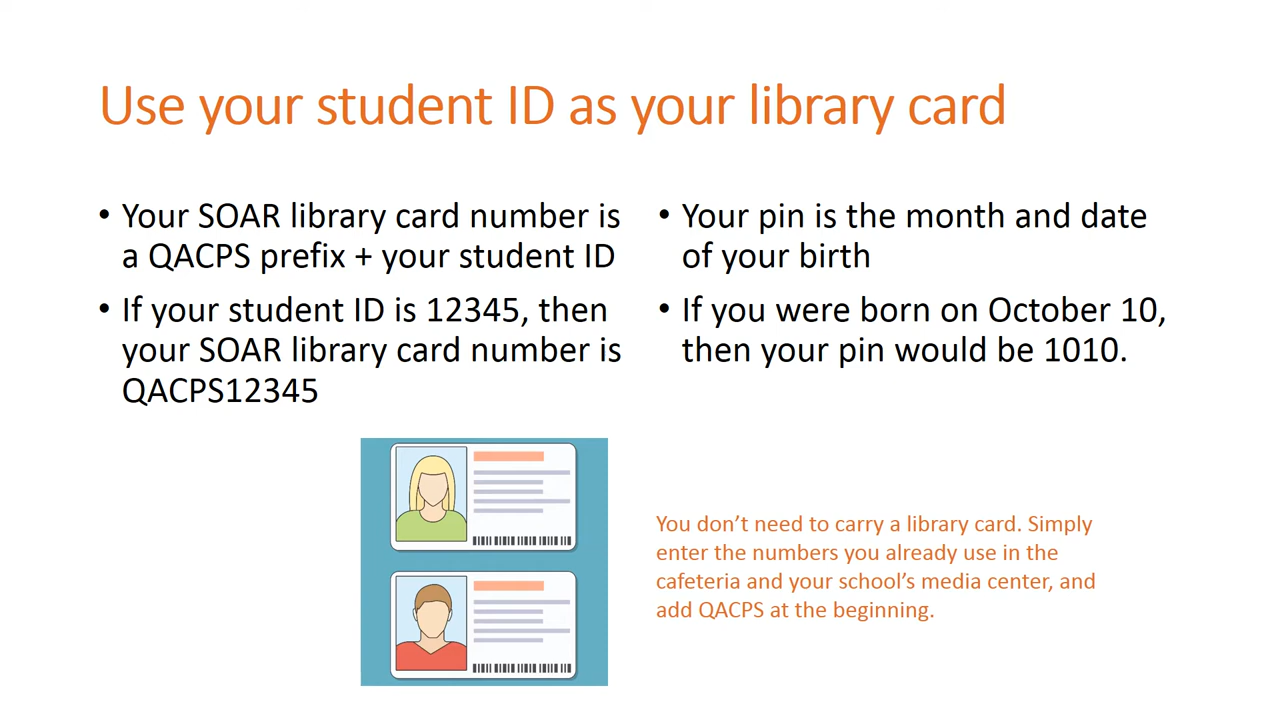 Use your student ID as your library card
• Your SOAR library card number is
a QACPS prefix + your student ID
• If your student ID is 12345, then
your SOAR library card number is
QACPS12345
• Your pin is the month and date
of your birth
• If you were born on October 10,
then your pin would be 1010.
You don’t need to carry a library card. Simply
enter the numbers you already use in the
cafeteria and your school’s media center, and
add QACPS at the beginning.